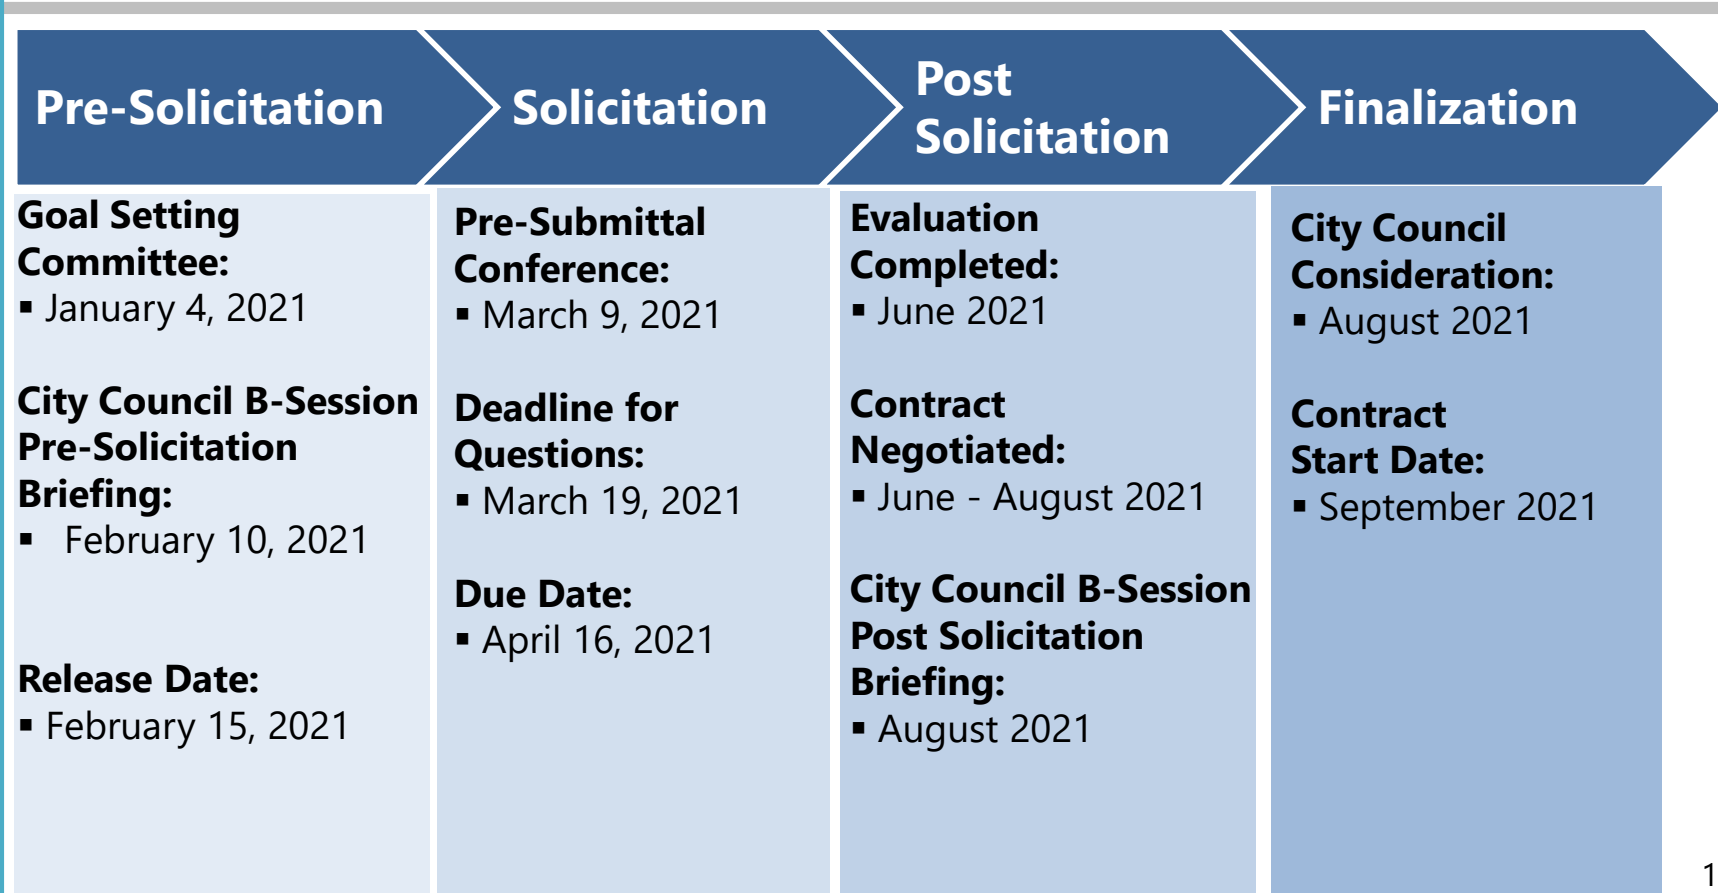 Pre-Solicitation
Goal Setting
Committee:
▪ January 4, 2021
City Council B-Session
Pre-Solicitation
Briefing:
▪ February 10, 2021
Release Date:
▪ February 15, 2021
Solicitation
Pre-Submittal
Conference:
▪ March 9, 2021
Deadline for
Questions:
▪ March 19, 2021
Due Date:
▪ April 16, 2021
Post
Solicitation
Evaluation
Completed:
▪ June 2021
Contract
Negotiated:
▪ June - August 2021
City Council B-Session
Post Solicitation
Briefing:
▪ August 2021
Finalization
City Council
Consideration:
▪ August 2021
Contract
Start Date:
▪ September 2021
1